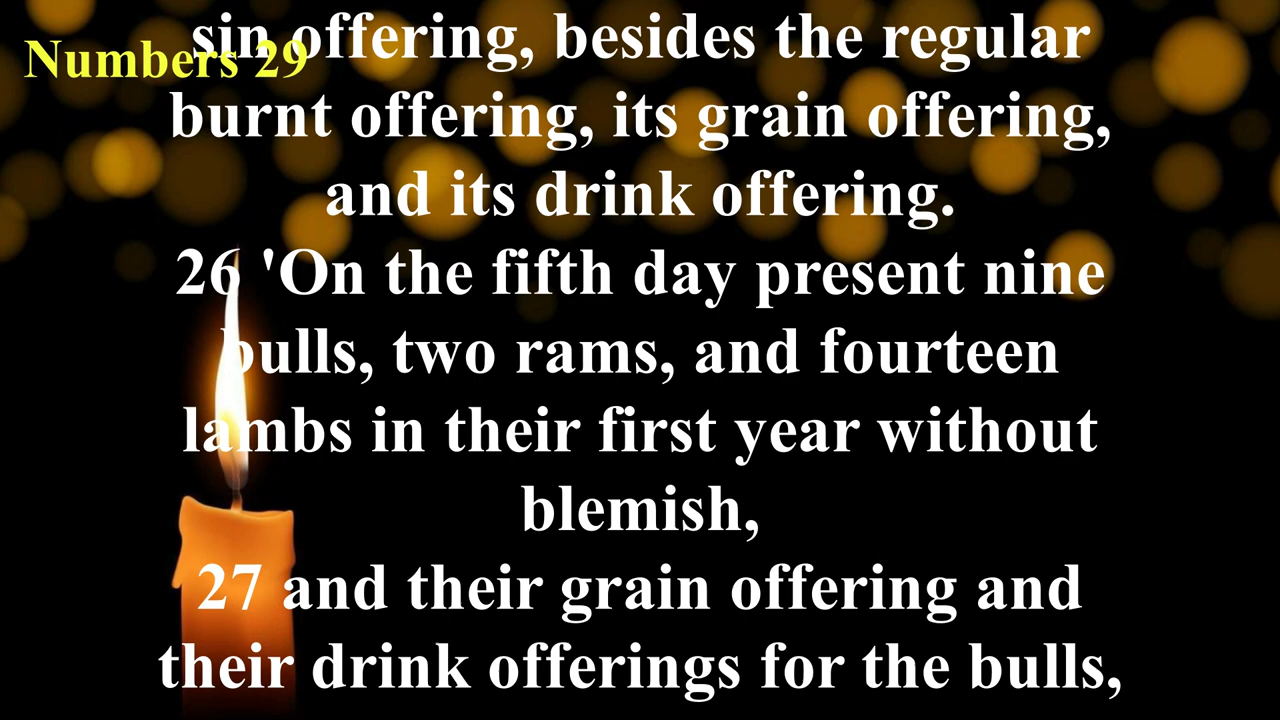 Numbers 29
sin offering, besides the regular
burnt offering, its grain offering,
and its drink offering.
26 'On the fifth day present nine
bulls, two rams, and fourteen
lambs in their first year without
blemish,
27 and their grain offering and
their drink offerings for the bulls,